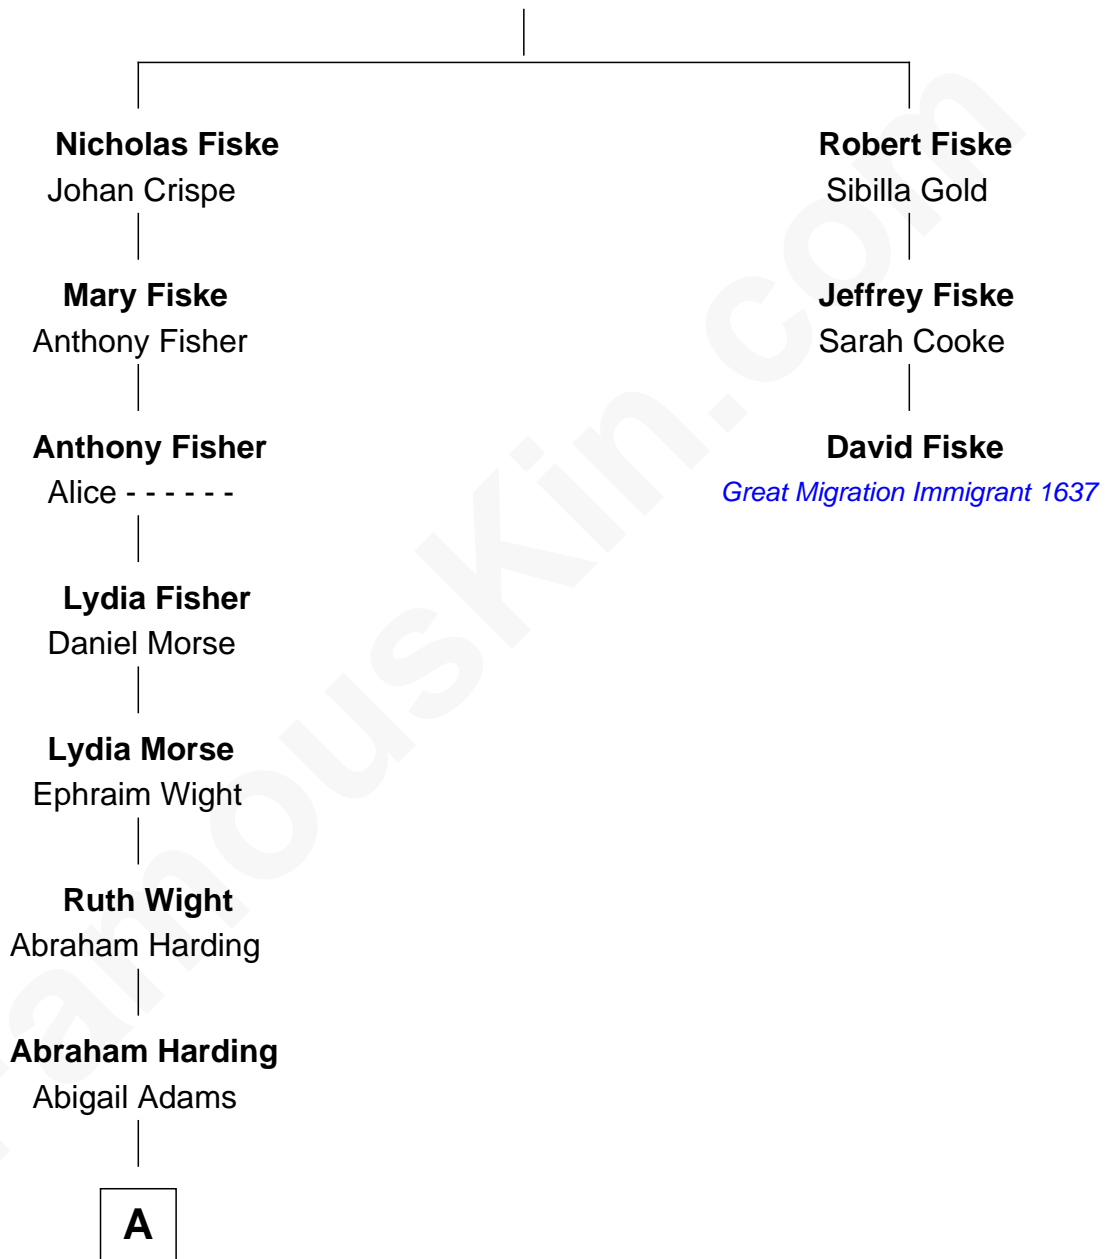 Nicholas Fiske
Johan Crispe
Robert Fiske
Sibilla Gold
Mary Fiske
Anthony Fisher
Jeffrey Fiske
Sarah Cooke
Anthony Fisher
Alice - - - - - -
David Fiske
Great Migration Immigrant 1637
Lydia Fisher
Daniel Morse
Lydia Morse
Ephraim Wight
Ruth Wight
Abraham Harding
Abraham Harding
Abigail Adams
A
FamousKin.com